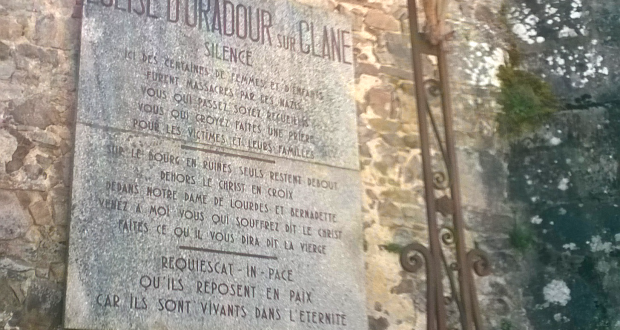 EGLISE D'ORADOUR SUR GLANE
SILENCE
ICI DES CENTAINES DE FEMMES ET D'ENFANTS
FURENT MASSACRES PAR LES NAZIS
VOUS QUI PASSEZ SOYEZ RECUEILLIS
VOUS QUI CROYEZ FAITES UNE PRIERE
POUR LES VICTIMES ET LEURS FAMILLES
SUR LE BOURG EN RUINES SEULS RESTENT DEBOUT
DEHORS LE CHRIST EN CROIX
DEDANS NOTRE DAME DE LOURDES ET BERNADETTE
VENEZ A MOI VOUS QUI SOUFFREZ DIT LE CHRIST
FAITES CE QU'IL VOUS DIRA DIT LA VIERGE
REQUIESCAT-IN-PACE
QU'ILS REPOSENT EN PAIX
CAR ILS SONT VIVANTS DANS L'ETERNITE